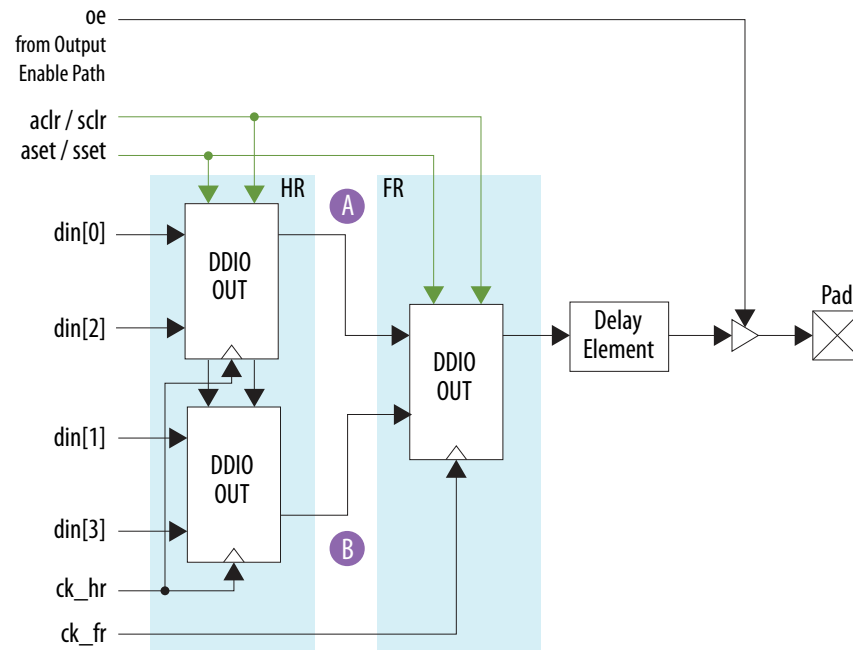 oe
from Output
Enable Path
aclr / sclr
aset / sset
HR
A
FR
din[0]
DDIO
OUT
din[2]
Pad
Delay
Element
DDIO
OUT
din[1]
DDIO
OUT
din[3]
B
ck_hr
ck_fr